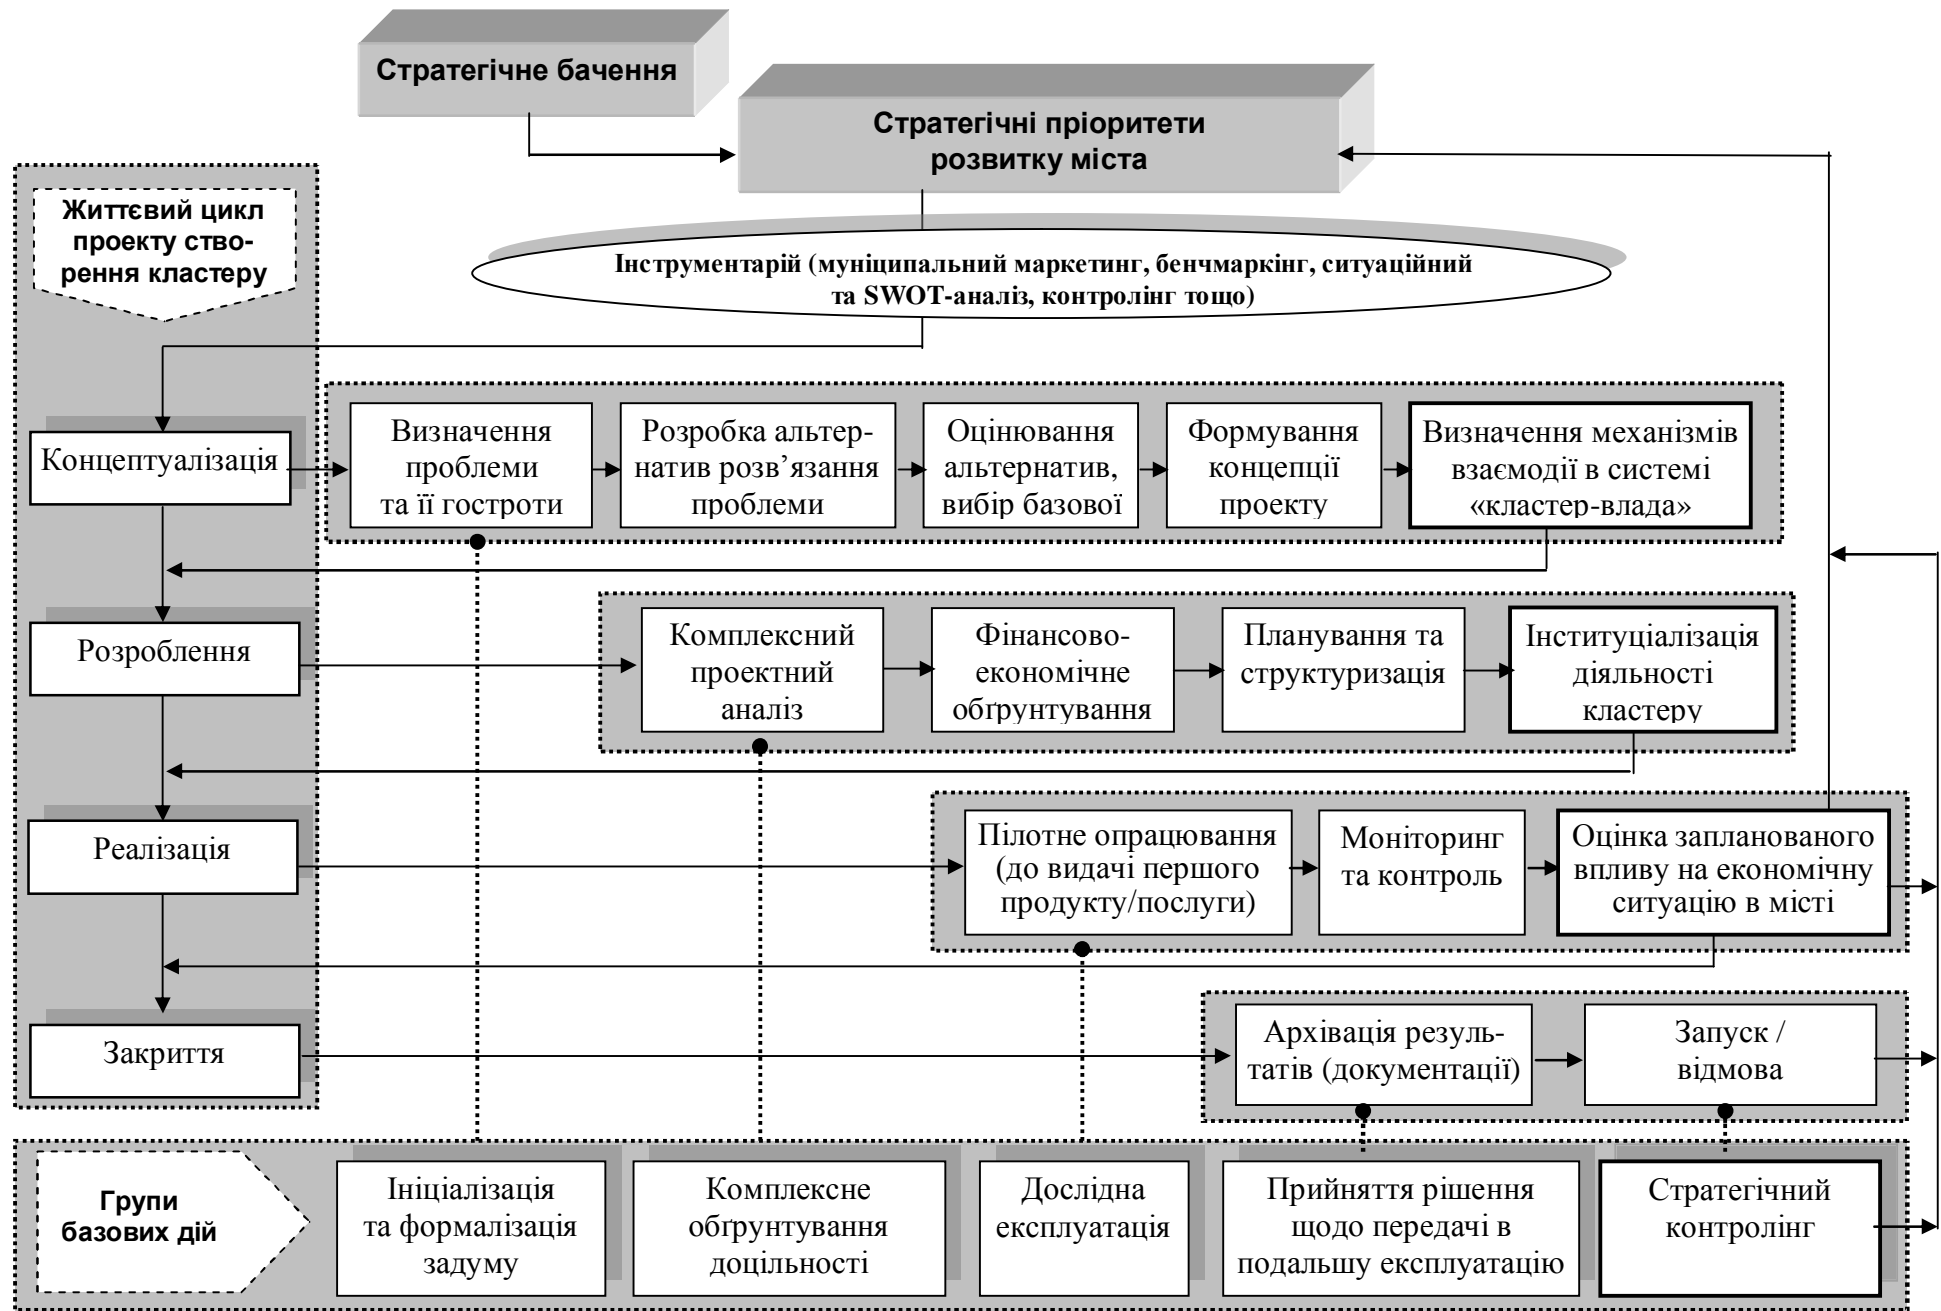 Стратегічне бачення
Стратегічні пріоритети
розвитку міста
Життєвий цикл
проекту ство-
рення кластеру
Інструментарій (муніципальний маркетинг, бенчмаркінг, ситуаційний
та SWOT-аналіз, контролінг тощо)
Концептуалізація
Визначення
проблеми
та її гостроти
Розробка альтер-
натив розв’язання
проблеми
Оцінювання
альтернатив,
вибір базової
Формування
концепції
проекту
Визначення механізмів
взаємодії в системі
«кластер-влада»
Розроблення
Комплексний
проектний
аналіз
Фінансово-
економічне
обґрунтування
Планування та
структуризація
Інституціалізація
діяльності
кластеру
Реалізація
Пілотне опрацювання
(до видачі першого
продукту/послуги)
Моніторинг
та контроль
Оцінка запланованого
впливу на економічну
ситуацію в місті
Закриття
Архівація резуль-
татів (документації)
Запуск /
відмова
Групи
базових дій
Ініціалізація
та формалізація
задуму
Комплексне
обґрунтування
доцільності
Дослідна
експлуатація
Прийняття рішення
щодо передачі в
подальшу експлуатацію
Стратегічний
контролінг